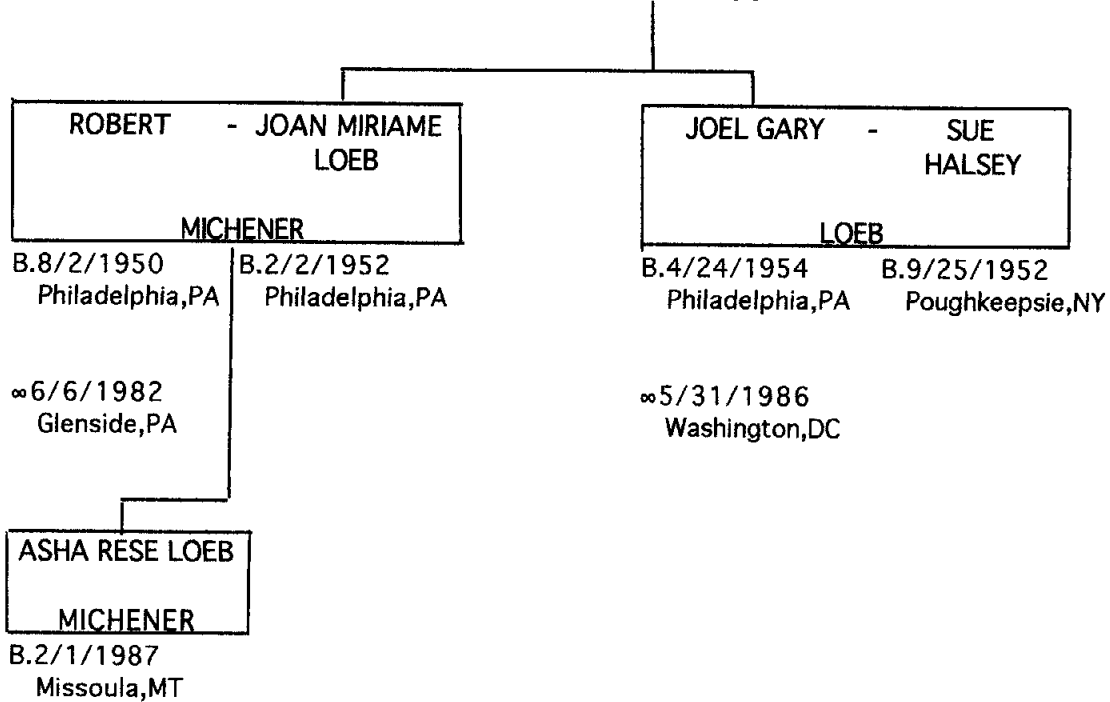 ROBERT - JOAN MIRIAME
LOEB
MICHENER
B.8/2/1950 B.2/2/1952
Philadelphia,PA Philadelphia,PA
∞6/6/1982
Glenside,PA
JOEL GARY - SUE
HALSEY
LOEB
B.4/24/1954 B.9/25/1952
Philadelphia,PA Poughkeepsie,NY
∞5/31/1986
Washington,DC
ASHA RESE LOEB
MICHENER
B.2/1/1987
Missoula,MT